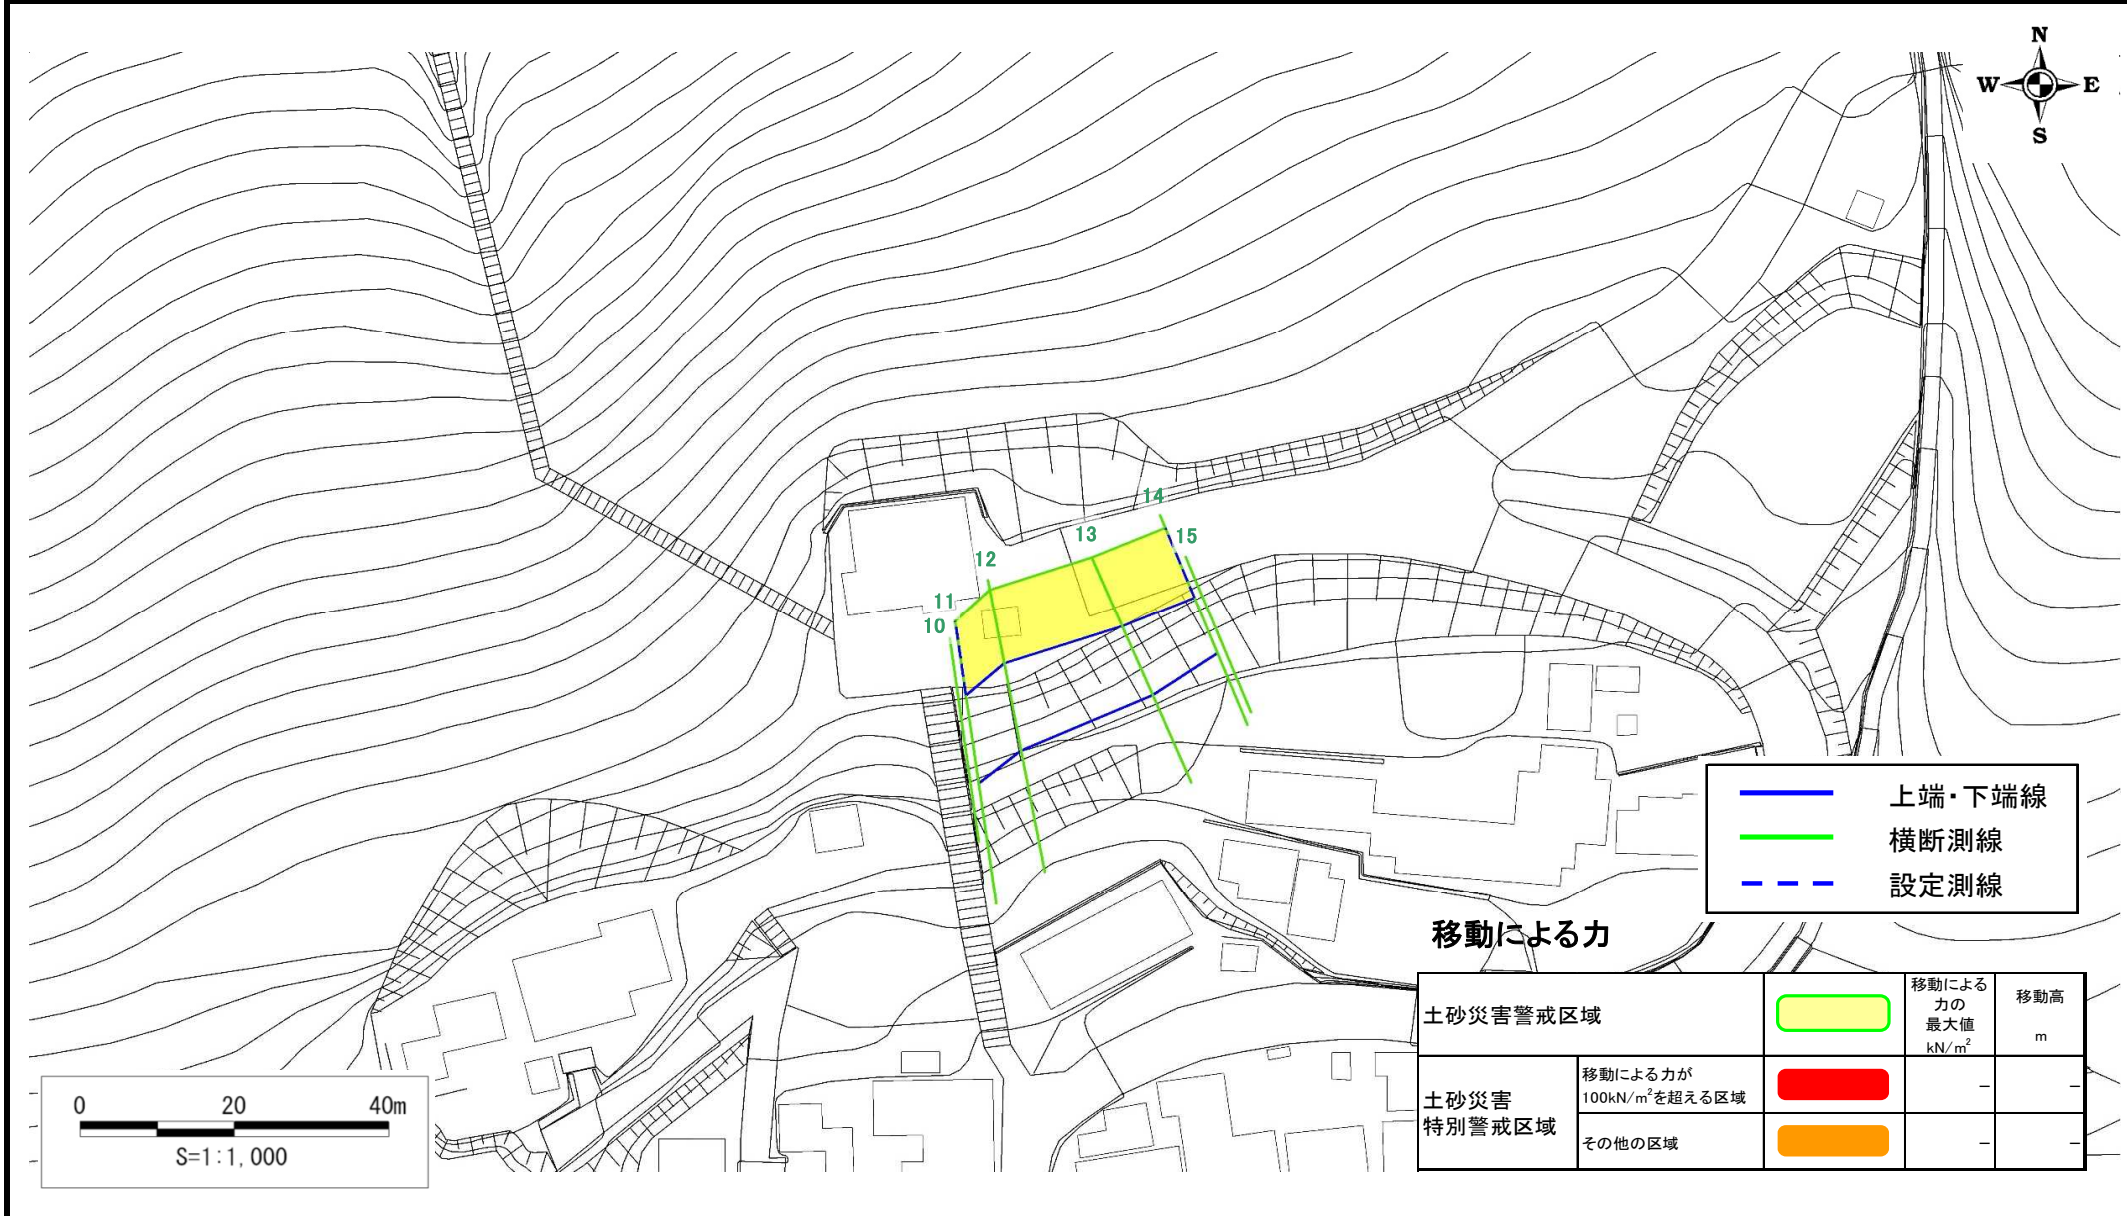 N
W E
S
14
13
15
12
11
10
上端・下端線
横断測線
設定測線
移動による力
土砂災害警戒区域
移動による
力の
最大値
kN/m²
移動高
m
土砂災害
特別警戒区域
移動による力が
100kN/m²を超える区域
－ －
その他の区域
－ －
0 20 40m
S=1:1,000